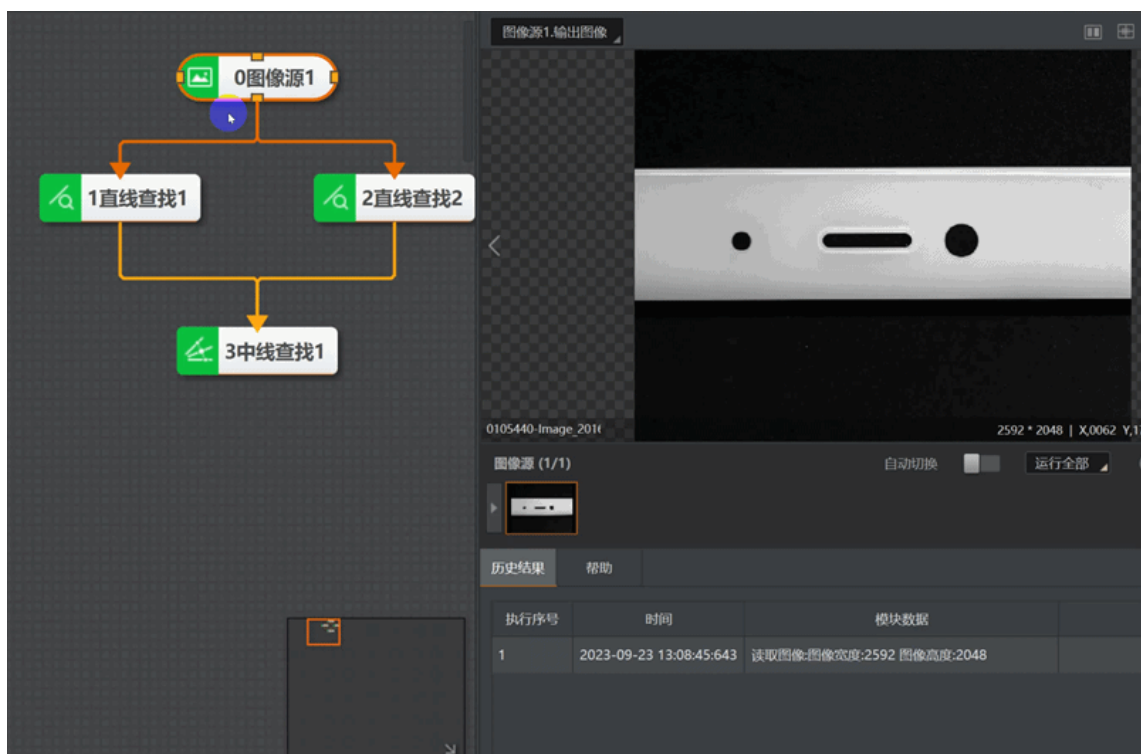 图像源1.输出图像
0图像源1
1直线查找1
2直线查找2
3中线查找1
0105440-Image_2016
2592 * 2048 | X,0062 Y,1
图像源 (1/1)
自动切换
运行全部
历史结果
帮助
执行序号
时间
模块数据
1
2023-09-23 13:08:45:643
读取图像:图像宽度:2592 图像高度:2048